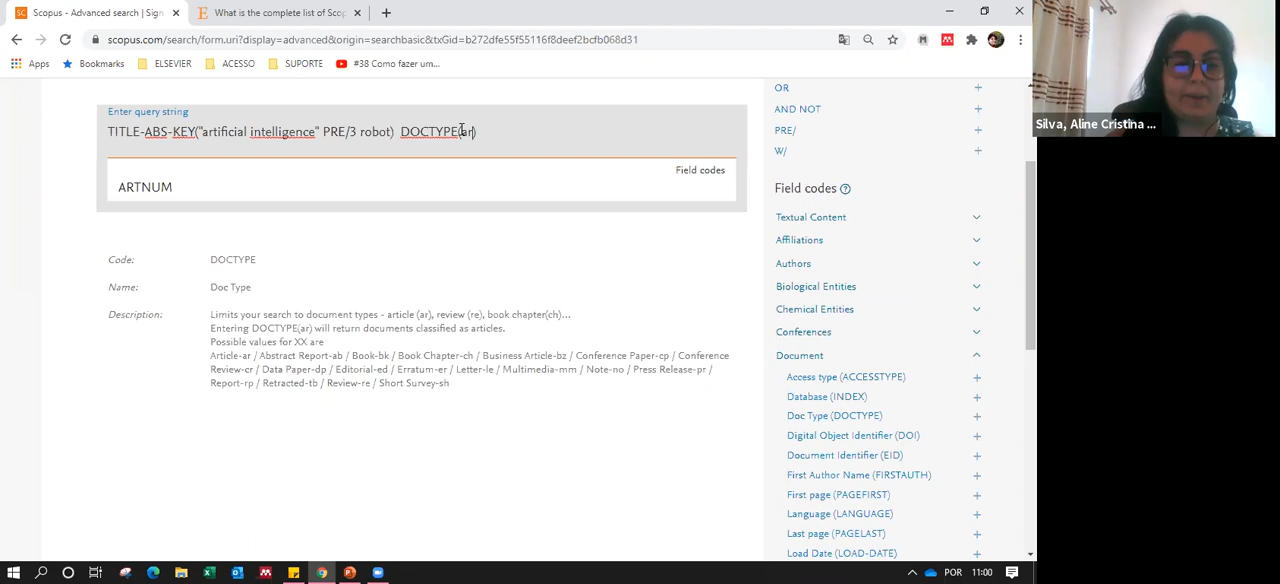 Scopus - Advanced search | Sign
What is the complete list of Scop
scopus.com/search/form.uri?display=advanced&origin=searchbasic&txGid=b272dfe55f55116f8deef2bcfb068d31
Apps
Bookmarks
ELSEVIER
ACESSO
SUPORTE
#38 Como fazer um...
Silva, Aline Cristina ...
Enter query string
TITLE-ABS-KEY("artificial intelligence" PRE/3 robot) DOCTYPE(ar)
Field codes
ARTNUM
Code: DOCTYPE
Name: Doc Type
Description: Limits your search to document types - article (ar), review (re), book chapter(ch)...
Entering DOCTYPE(ar) will return documents classified as articles.
Possible values for XX are
Article-ar / Abstract Report-ab / Book-bk / Book Chapter-ch / Business Article-bz / Conference Paper-cp / Conference
Review-cr / Data Paper-dp / Editorial-ed / Erratum-er / Letter-le / Multimedia-mm / Note-no / Press Release-pr /
Report-rp / Retracted-tb / Review-re / Short Survey-sh
OR
AND NOT
PRE/
W/
Field codes
Textual Content
Affiliations
Authors
Biological Entities
Chemical Entities
Conferences
Document
Access type (ACCESSTYPE)
Database (INDEX)
Doc Type (DOCTYPE)
Digital Object Identifier (DOI)
Document Identifier (EID)
First Author Name (FIRSTAUTH)
First page (PAGEFIRST)
Language (LANGUAGE)
Last page (PAGELAST)
Load Date (LOAD-DATE)
POR
11:00